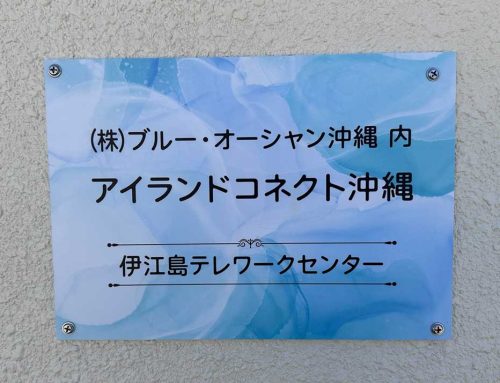 (株)ブルー・オーシャン沖縄 内
アイランドコネクト沖縄
伊江島テレワークセンター